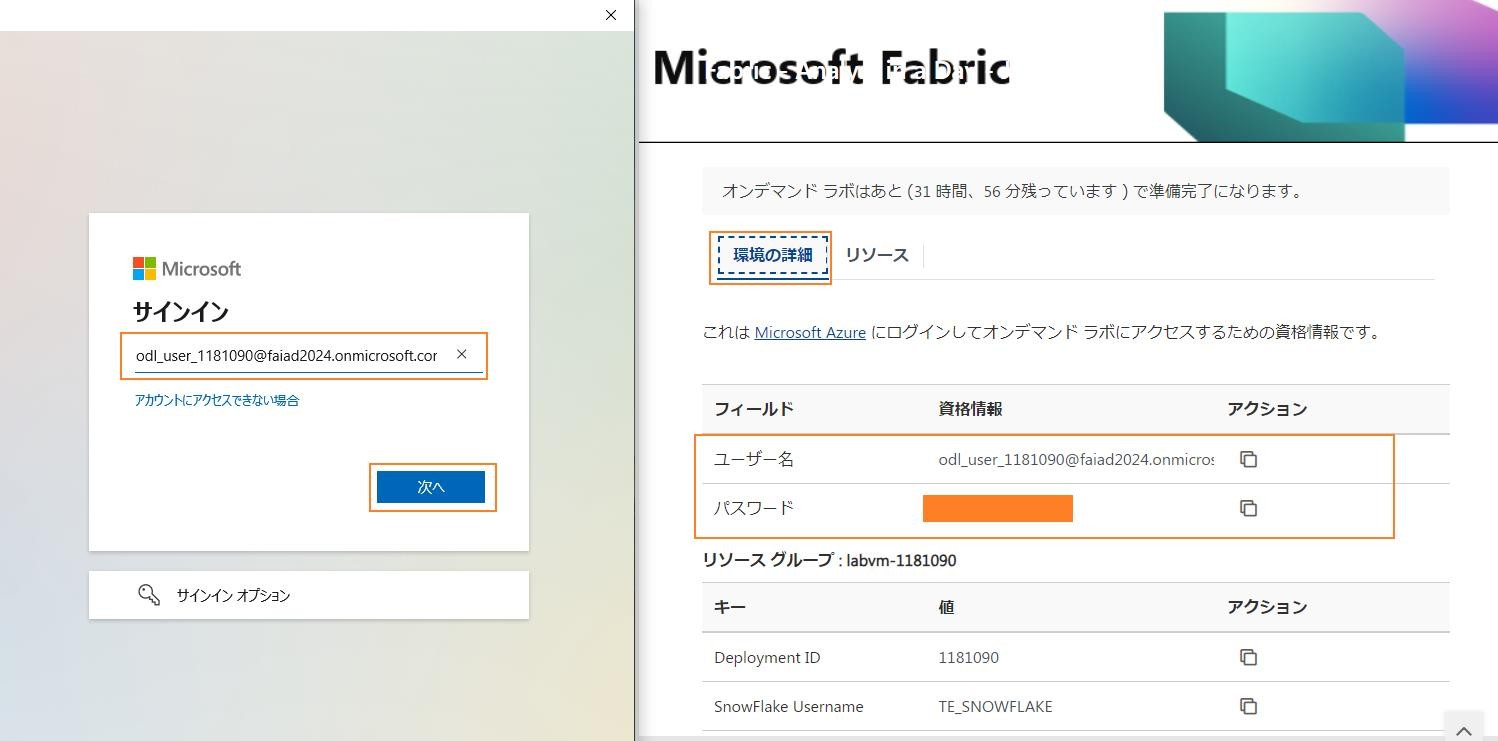 Microsoft
サインイン
odl_user_1181090@faiad2024.onmicrosoft.cor
アカウントにアクセスできない場合
次へ
サインイン オプション
Microsoft Fabric
オンデマンド ラボはあと (31 時間、56 分残っています ) で準備完了になります。
環境の詳細 リソース
これは Microsoft Azure にログインしてオンデマンド ラボにアクセスするための資格情報です。
フィールド 資格情報 アクション
ユーザー名 odl_user_1181090@faiad2024.onmicros
パスワード
リソース グループ : labvm-1181090
キー 値 アクション
Deployment ID 1181090
SnowFlake Username TE_SNOWFLAKE